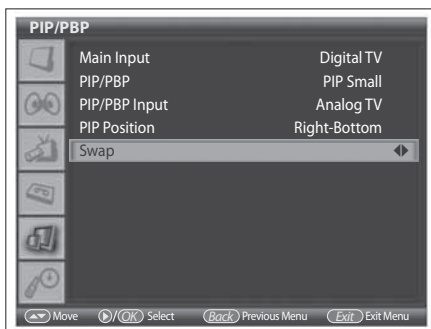 PIP/PBP
Main Input Digital TV
PIP/PBP PIP Small
PIP/PBP Input Analog TV
PIP Position Right-Bottom
Swap
Move /(OK) Select Back Previous Menu Exit Exit Menu